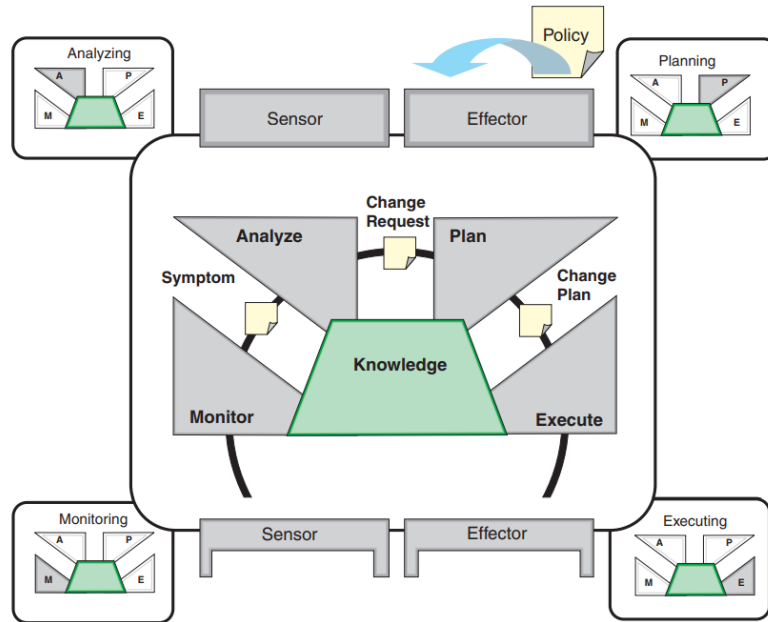 Policy
Analyzing
A
P
M
E
Planning
A
P
M
E
Sensor
Effector
Change
Request
Analyze
Plan
Symptom
Change
Plan
Knowledge
Monitor
Execute
Monitoring
A
P
M
E
Sensor
Effector
Executing
A
P
M
E